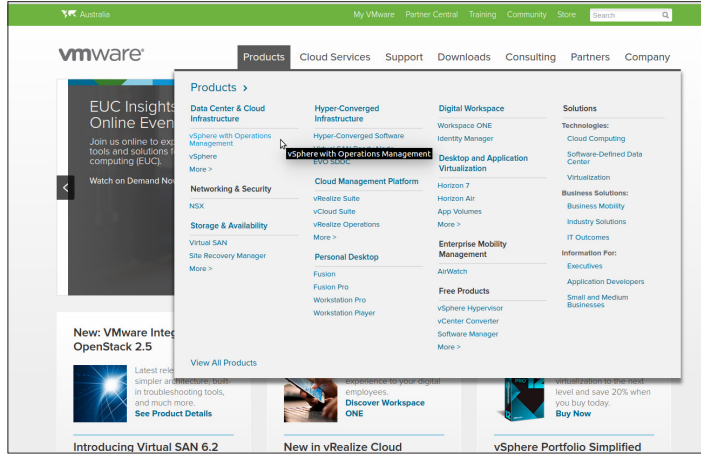 Australia
My VMware Partner Central Training Community Store Search
vmware®
Products Cloud Services Support Downloads Consulting Partners Company
EUC Insights
Online Even
Join us online to exp
tools and solutions f
computing (EUC).
Watch on Demand Now
Products >
Data Center & Cloud
Infrastructure
vSphere with Operations
Management
vSphere
More >
Networking & Security
NSX
Storage & Availability
Virtual SAN
Site Recovery Manager
More >
View All Products
Hyper-Converged
Infrastructure
Hyper-Converged Software
vSphere with Operations Management
EVO SDDC
Cloud Management Platform
vRealize Suite
vCloud Suite
vRealize Operations
More >
Personal Desktop
Fusion
Fusion Pro
Workstation Pro
Workstation Player
Digital Workspace
Workspace ONE
Identity Manager
Desktop and Application
Virtualization
Horizon 7
Horizon Air
App Volumes
More >
Enterprise Mobility
Management
AirWatch
Free Products
vSphere Hypervisor
vCenter Converter
Software Manager
More >
Solutions
Technologies:
Cloud Computing
Software-Defined Data
Center
Virtualization
Business Solutions:
Business Mobility
Industry Solutions
IT Outcomes
Information For:
Executives
Application Developers
Small and Medium
Businesses
New: VMware Integ
OpenStack 2.5
Latest rele
simpler architecture, built-
in troubleshooting tools,
and much more.
See Product Details
experience to your digital
employees.
Discover Workspace
ONE
PRO
virtualization to the next
level and save 20% when
you buy today.
Buy Now
Introducing Virtual SAN 6.2
New in vRealize Cloud
vSphere Portfolio Simplified